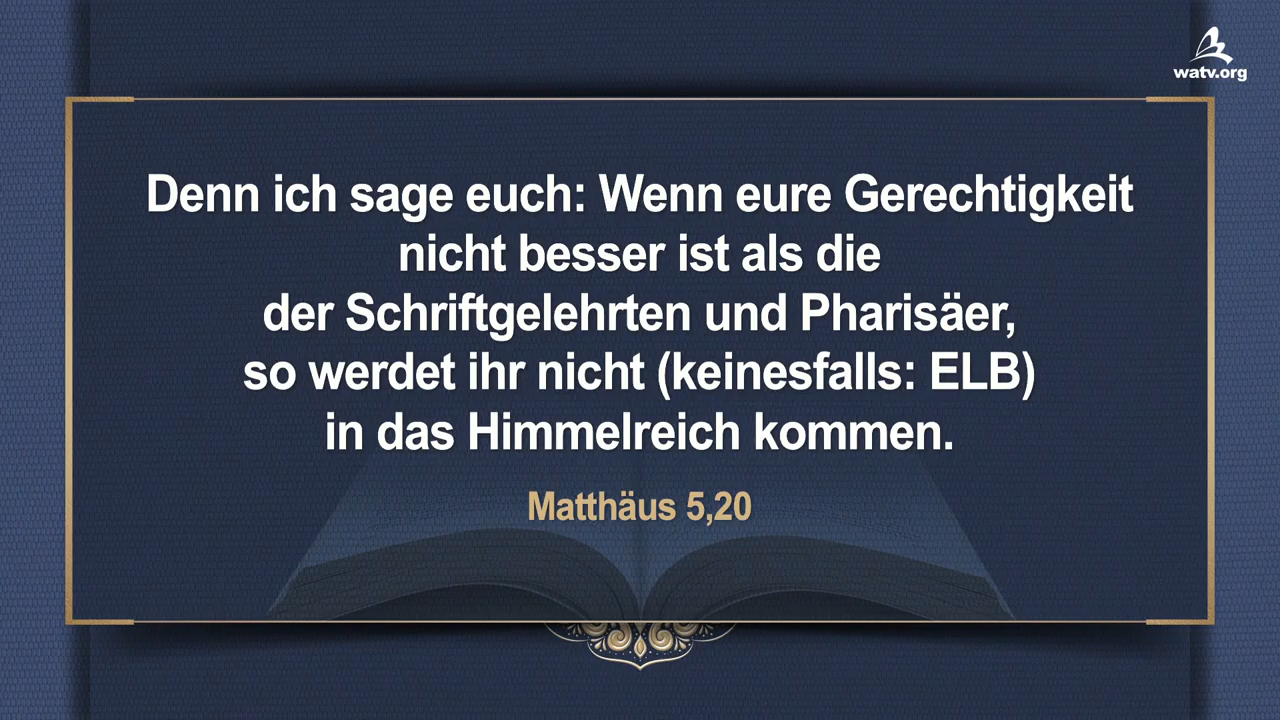 watv.org
Denn ich sage euch: Wenn eure Gerechtigkeit
nicht besser ist als die
der Schriftgelehrten und Pharisäer,
so werdet ihr nicht (keinesfalls: ELB)
in das Himmelreich kommen.
Matthäus 5,20